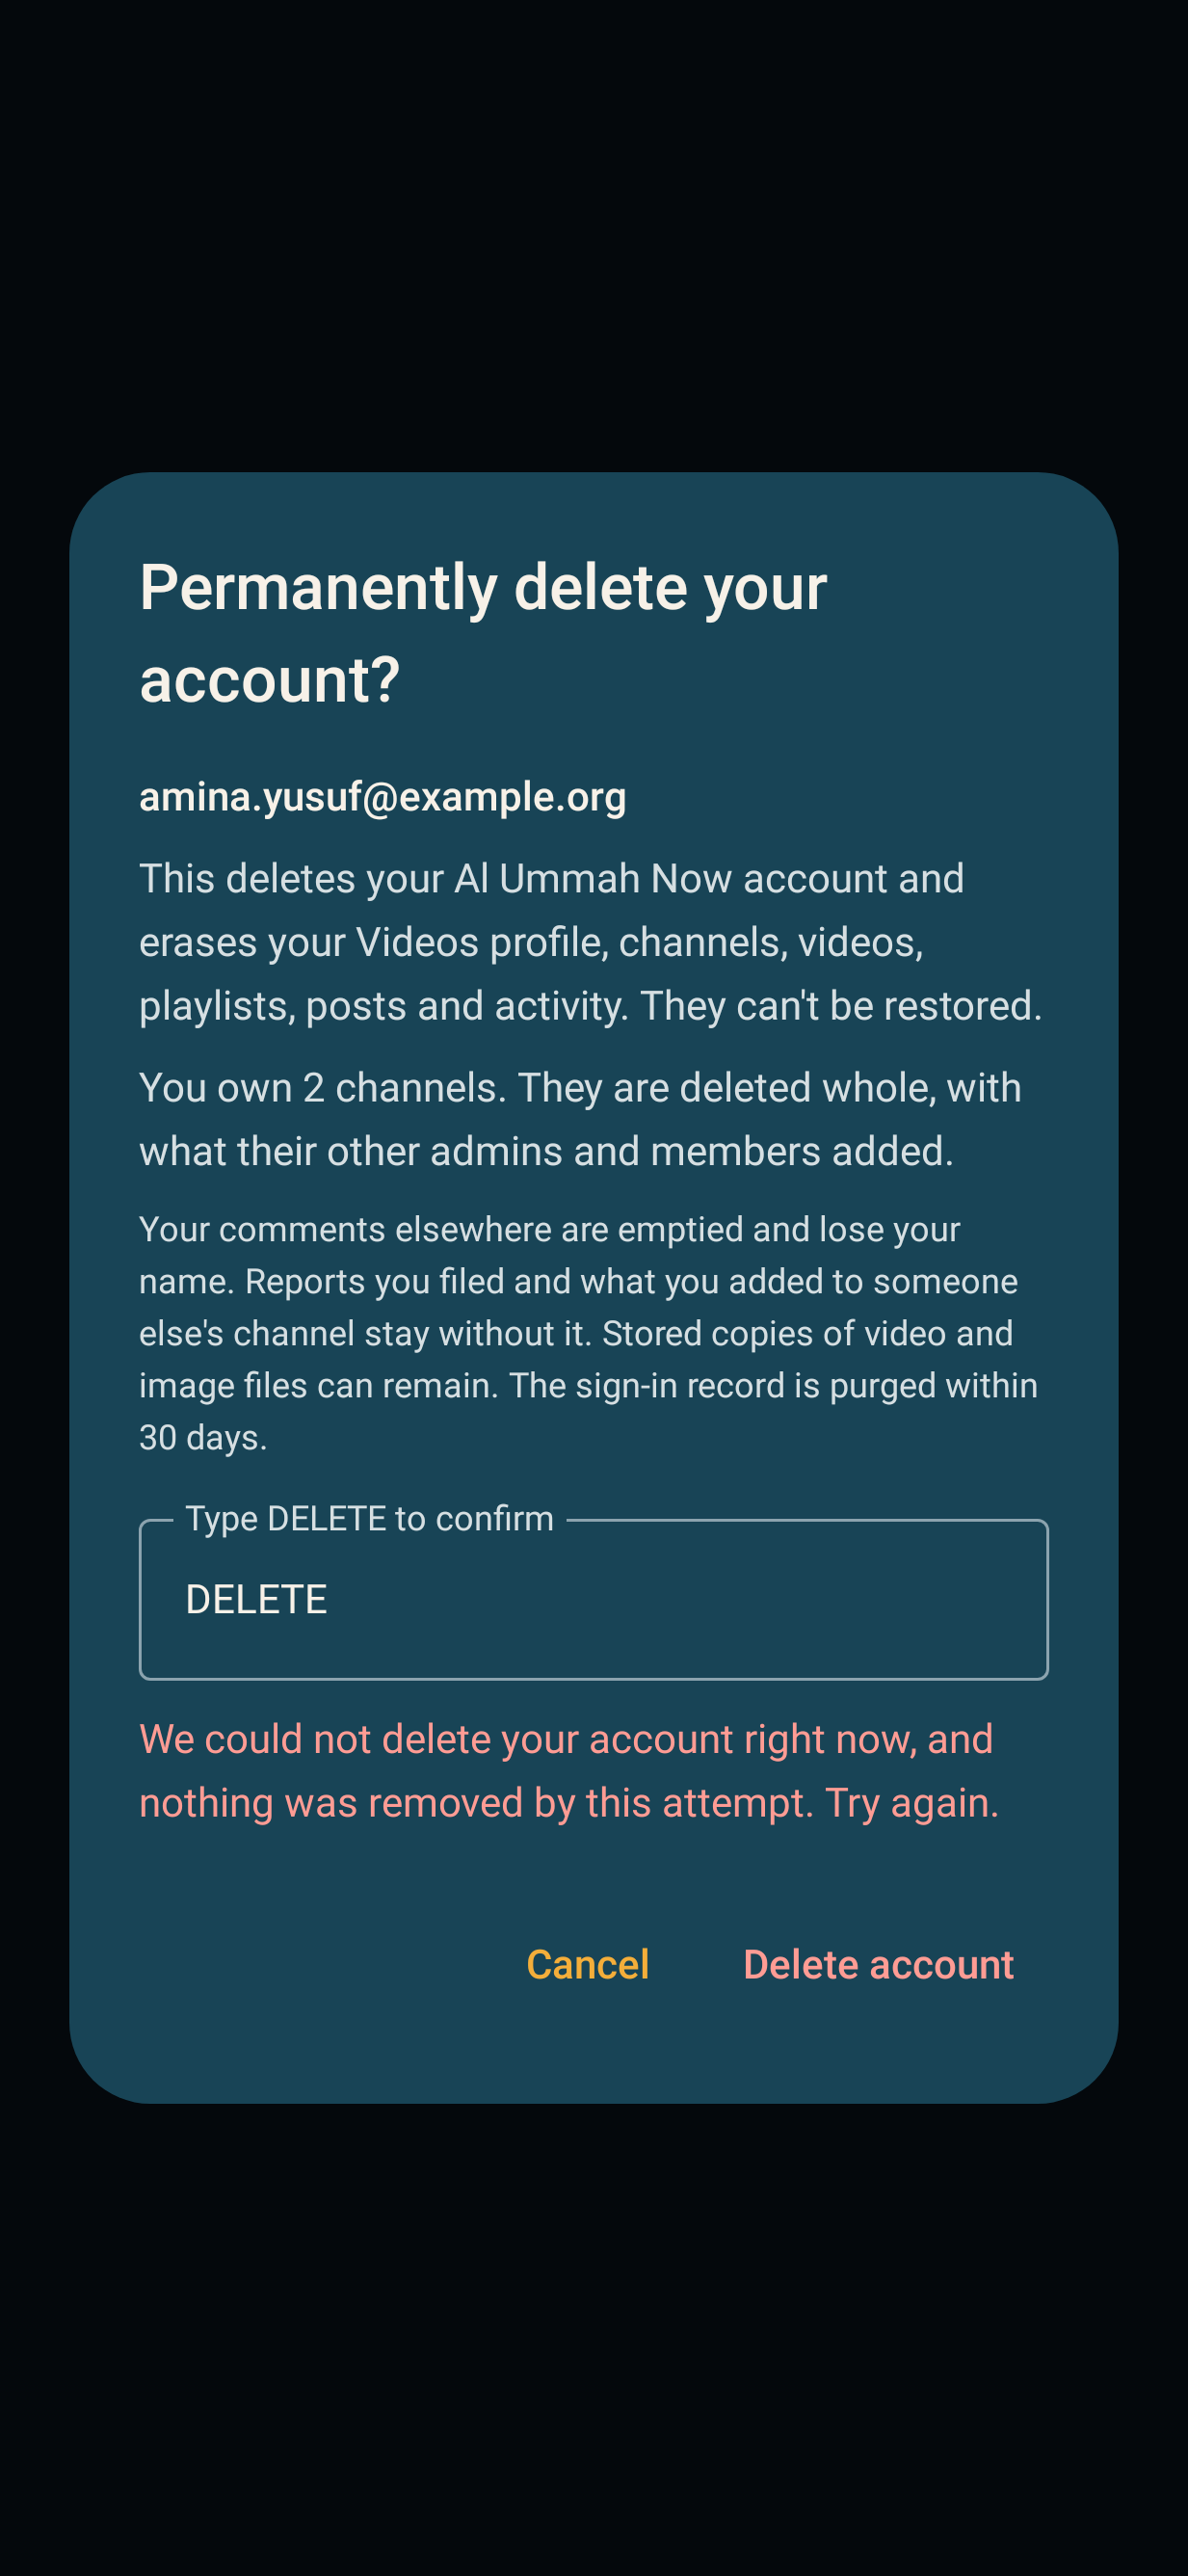 Permanently delete your
account?
amina.yusuf@example.org
This deletes your Al Ummah Now account and
erases your Videos profile, channels, videos,
playlists, posts and activity. They can't be restored.
You own 2 channels. They are deleted whole, with
what their other admins and members added.
Your comments elsewhere are emptied and lose your
name. Reports you filed and what you added to someone
else's channel stay without it. Stored copies of video and
image files can remain. The sign-in record is purged within
30 days.
Type DELETE to confirm
DELETE
We could not delete your account right now, and
nothing was removed by this attempt. Try again.
Cancel Delete account